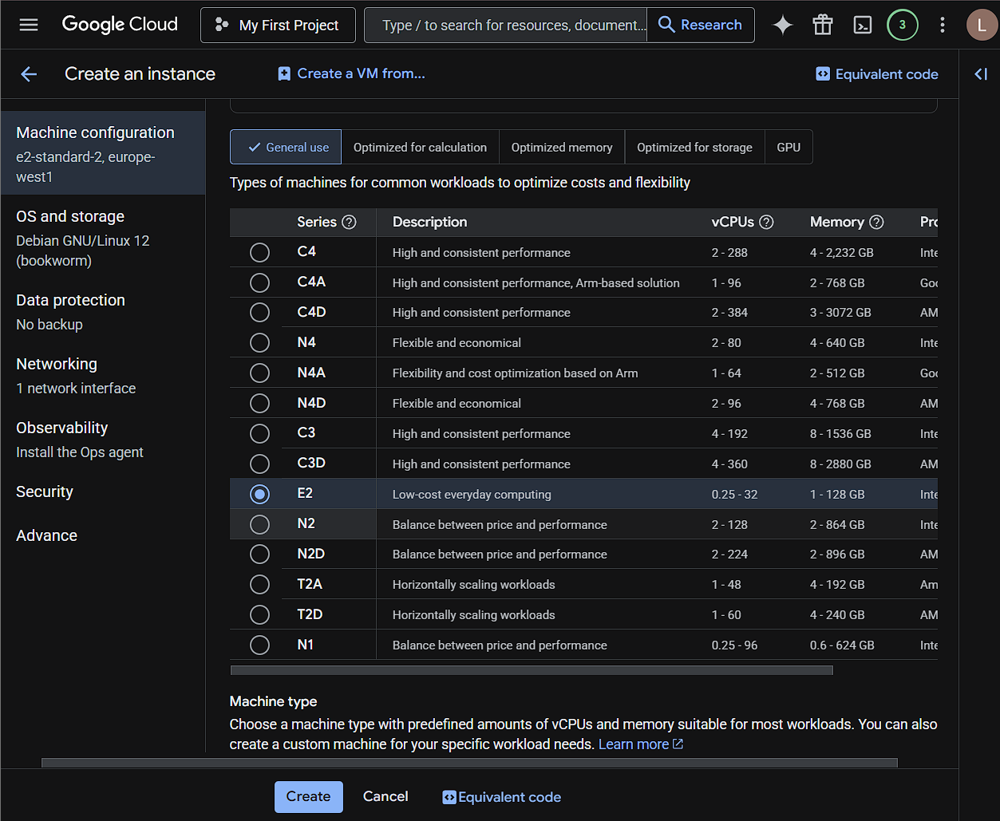 Google Cloud
My First Project
Type / to search for resources, document...
Research
3
L
Create an instance
Create a VM from...
Equivalent code
Machine configuration
e2-standard-2, europe-
west1
OS and storage
Debian GNU/Linux 12
(bookworm)
Data protection
No backup
Networking
1 network interface
Observability
Install the Ops agent
Security
Advance
General use
Optimized for calculation
Optimized memory
Optimized for storage
GPU
Types of machines for common workloads to optimize costs and flexibility
Series Description vCPUs Memory Pro
C4 High and consistent performance 2 - 288 4 - 2,232 GB Inte
C4A High and consistent performance, Arm-based solution 1 - 96 2 - 768 GB Goo
C4D High and consistent performance 2 - 384 3 - 3072 GB AM
N4 Flexible and economical 2 - 80 4 - 640 GB Inte
N4A Flexibility and cost optimization based on Arm 1 - 64 2 - 512 GB Goo
N4D Flexible and economical 2 - 96 4 - 768 GB AM
C3 High and consistent performance 4 - 192 8 - 1536 GB Inte
C3D High and consistent performance 4 - 360 8 - 2880 GB AM
E2 Low-cost everyday computing 0.25 - 32 1 - 128 GB Inte
N2 Balance between price and performance 2 - 128 2 - 864 GB Inte
N2D Balance between price and performance 2 - 224 2 - 896 GB AM
T2A Horizontally scaling workloads 1 - 48 4 - 192 GB Am
T2D Horizontally scaling workloads 1 - 60 4 - 240 GB AM
N1 Balance between price and performance 0.25 - 96 0.6 - 624 GB Inte
Machine type
Choose a machine type with predefined amounts of vCPUs and memory suitable for most workloads. You can also
create a custom machine for your specific workload needs. Learn more
Create
Cancel
Equivalent code